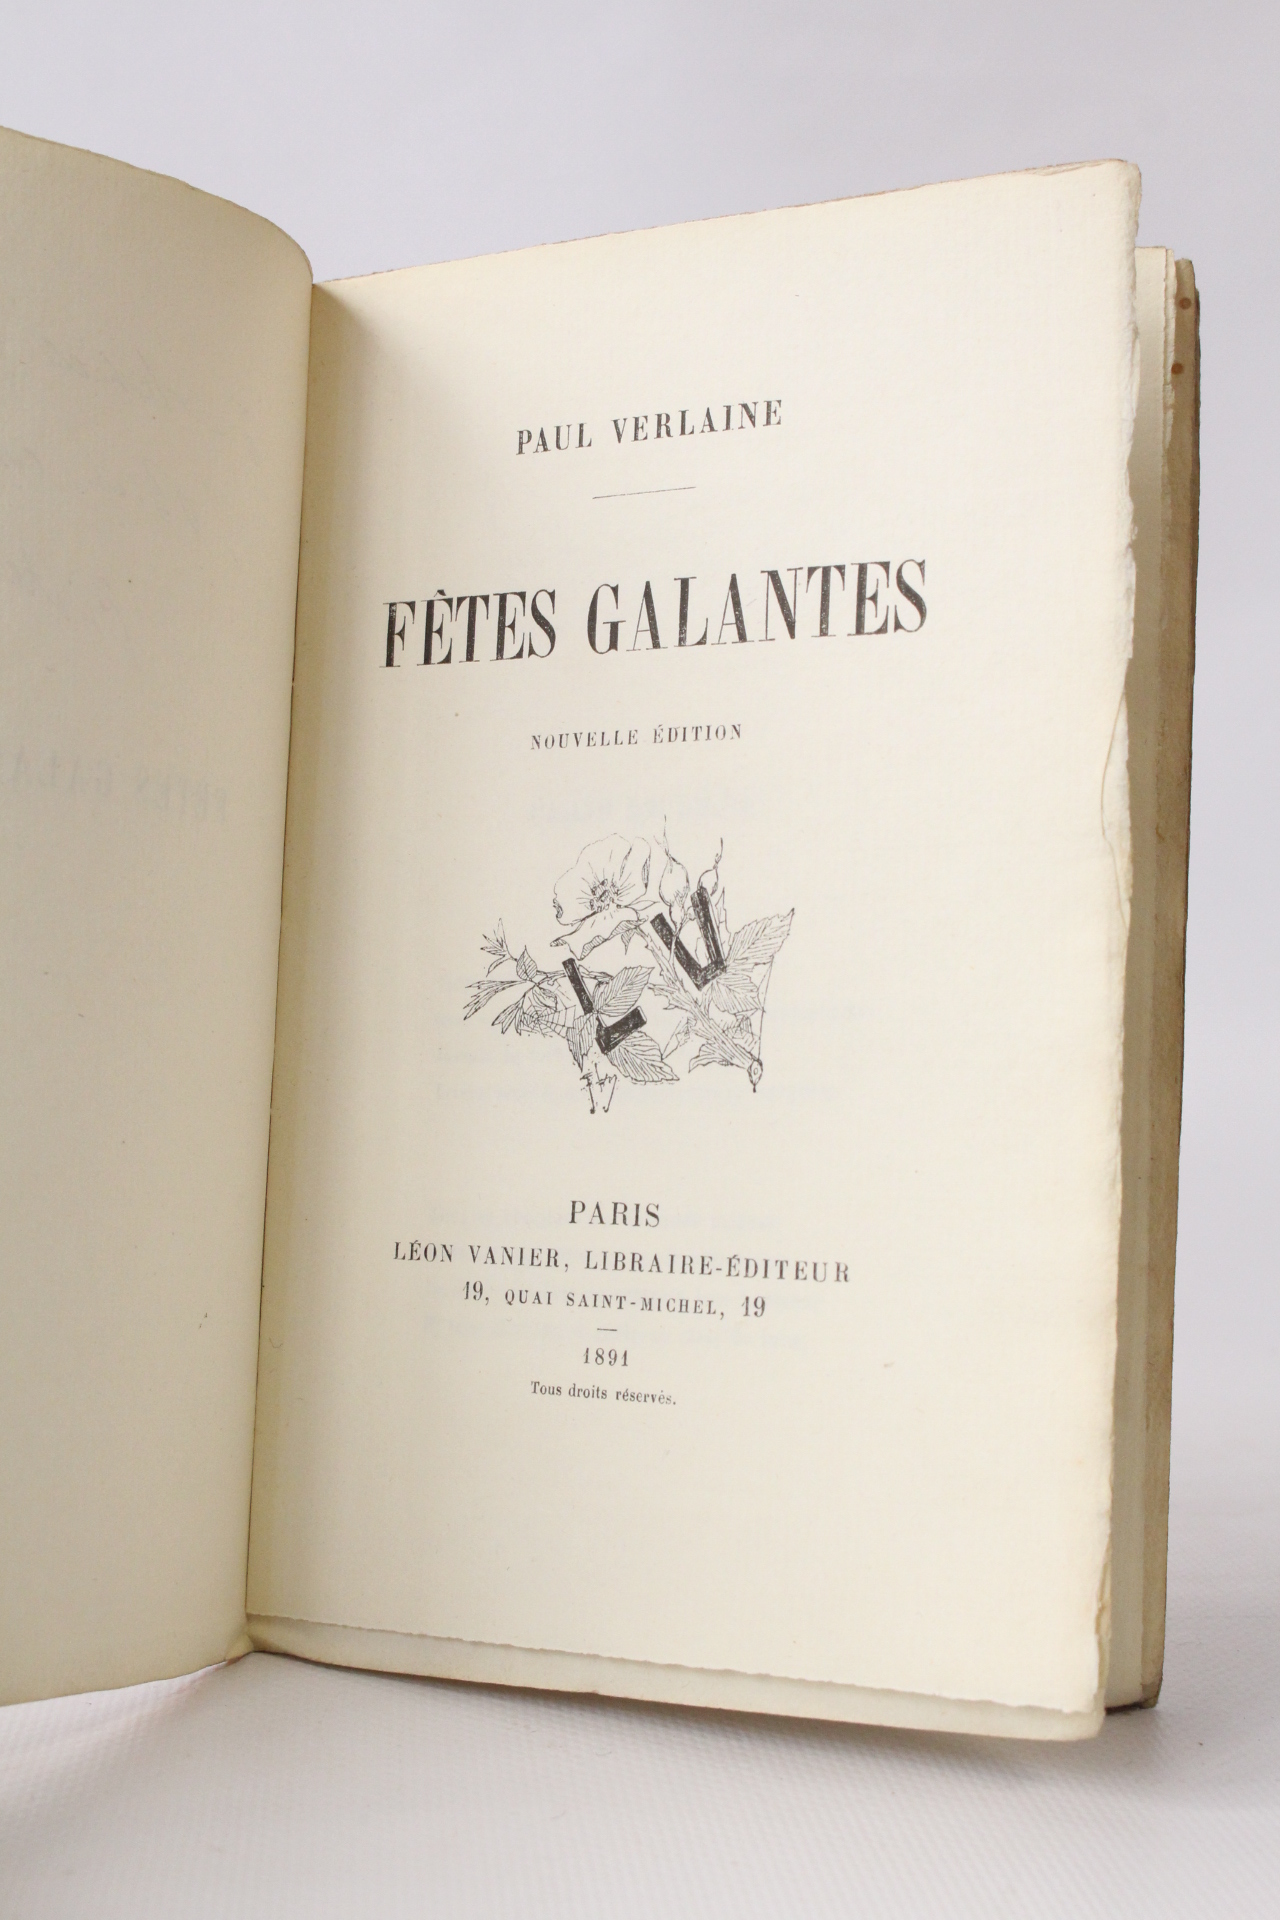 PAUL VERLAINE
FÊTES GALANTES
NOUVELLE ÉDITION
L V
PARIS
LÉON VANIER, LIBRAIRE-ÉDITEUR
19, QUAI SAINT-MICHEL, 19
1891
Tous droits réservés.